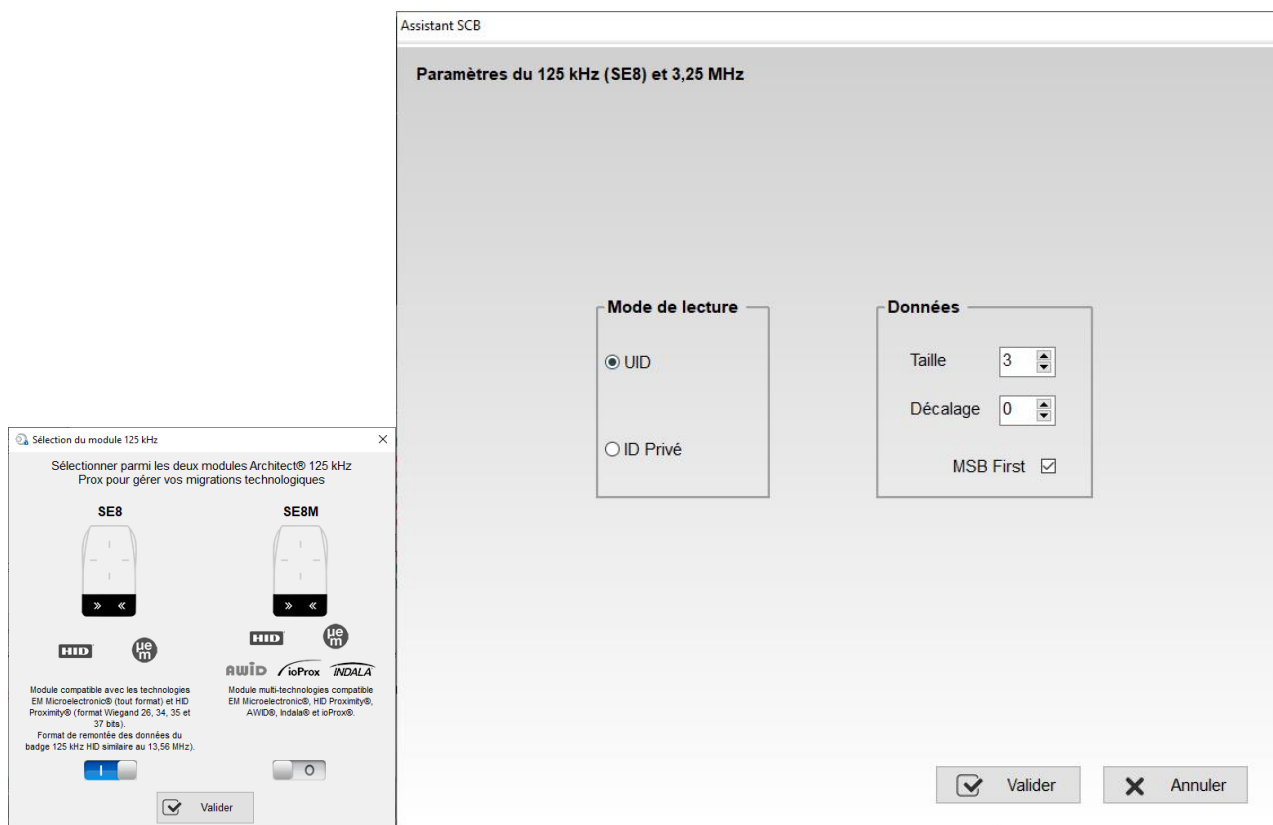 Assistant SCB
Paramètres du 125 kHz (SE8) et 3,25 MHz
Mode de lecture
UID
ID Privé
Données
Taille 3
Décalage 0
MSB First
Valider
Annuler
Sélection du module 125 kHz
Sélectionner parmi les deux modules Architect® 125 kHz
Prox pour gérer vos migrations technologiques
SE8
SE8M
HID
µem
HID
µem
AWID
ioProx
INDALA
Module compatible avec les technologies
EM Microelectronic® (tout format) et HID
Proximity® (format Wiegand 26, 34, 35 et
37 bits).
Format de remontée des données du
badge 125 kHz HID similaire au 13,56 MHz).
Module multi-technologies compatible
EM Microelectronic®, HID Proximity®,
AWID®, Indala® et ioProx®.
I
O
Valider